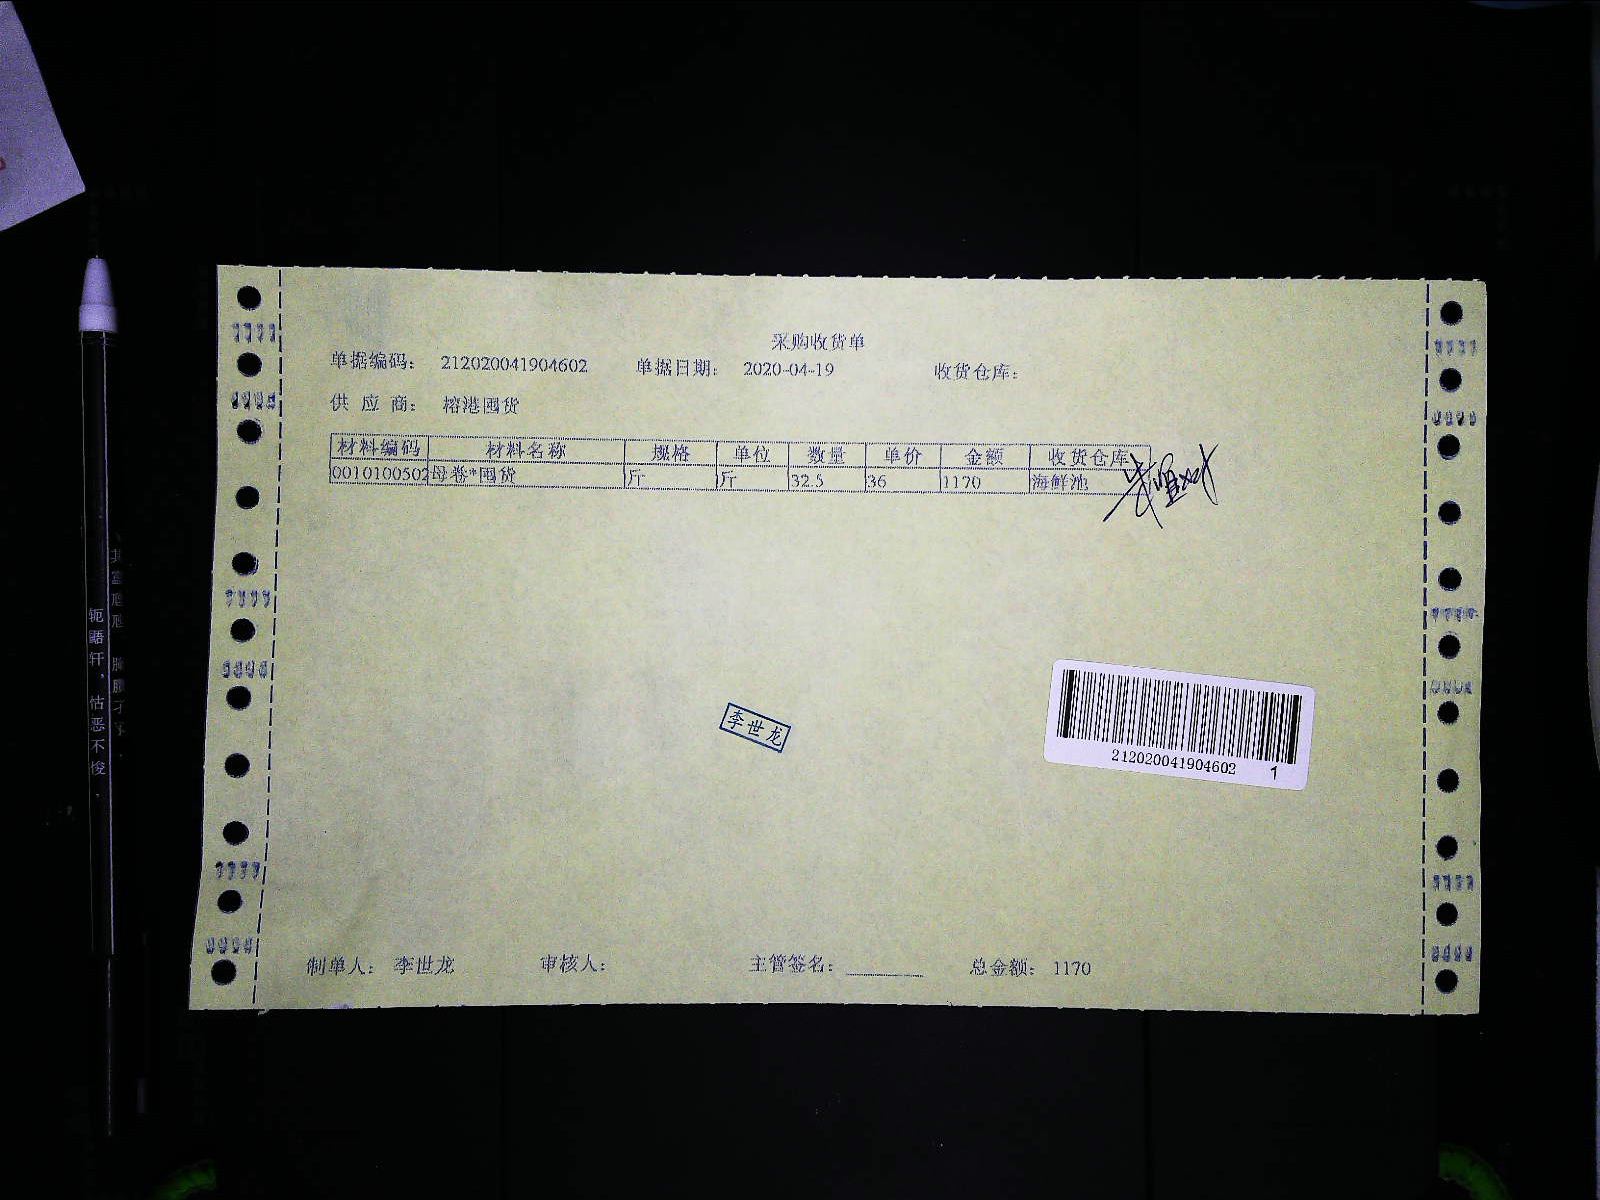 采购收货单
单据编码: 212020041904602 单据日期: 2020-04-19 收货仓库:
供 应 商: 榕港囤货
材料编码 材料名称 规格 单位 数量 单价 金额 收货仓库
0010100502 母卷*囤货 斤 斤 32.5 36 1170 海鲜池
李世龙
212020041904602 1
制单人: 李世龙 审核人: 主管签名: 总金额: 1170